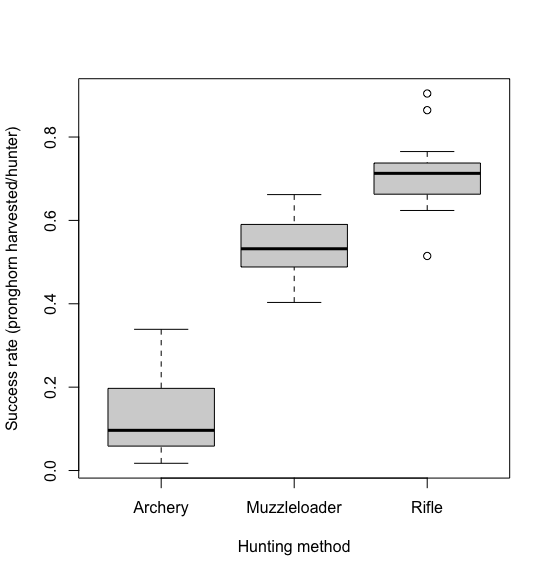 Success rate (pronghorn harvested/hunter)
0.8
0.6
0.4
0.2
0.0
Archery Muzzleloader Rifle
Hunting method